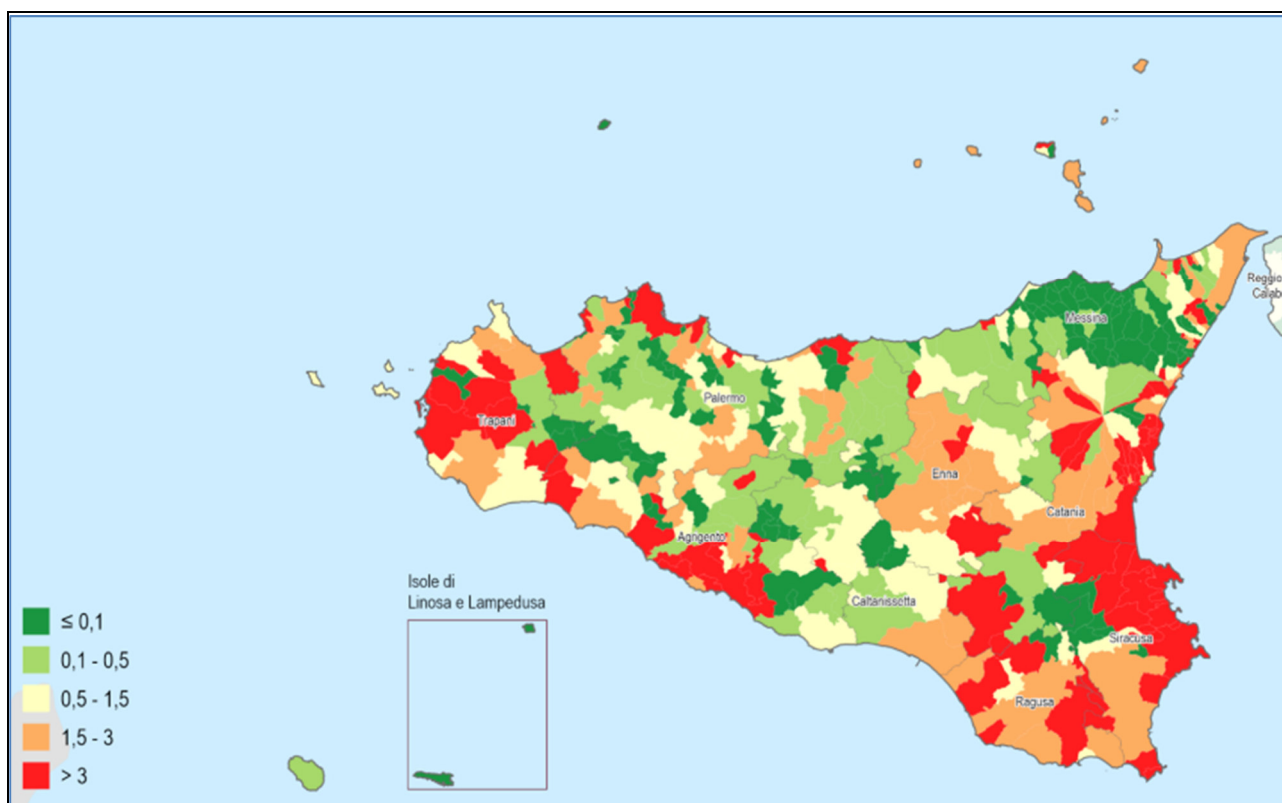 Reggio
Calab
Messina
Palermo
Trapani
Enna
Catania
Agrigento
Isole di
Linosa e Lampedusa
Caltanissetta
Siracusa
Ragusa
≤ 0,1
0,1 - 0,5
0,5 - 1,5
1,5 - 3
> 3